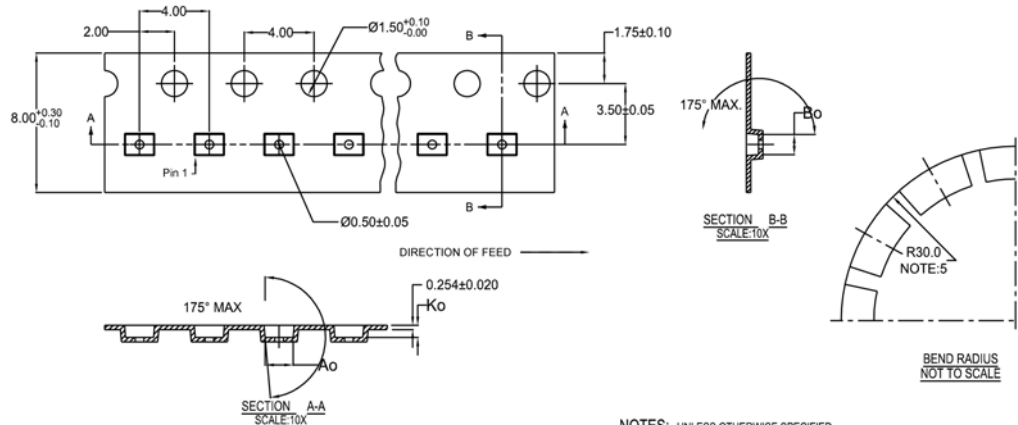 4.00
2.00
4.00
Ø1.50+0.10
-0.00
B
1.75±0.10
8.00+0.30
-0.10
A
A
3.50±0.05
Pin 1
Ø0.50±0.05
B
DIRECTION OF FEED
175° MAX.
Bo
SECTION B-B
SCALE:10X
R30.0
NOTE:5
BEND RADIUS
NOT TO SCALE
0.254±0.020
175° MAX
Ko
Ao
SECTION A-A
SCALE:10X
NOTES: UNLESS OTHERWISE SPECIFIED